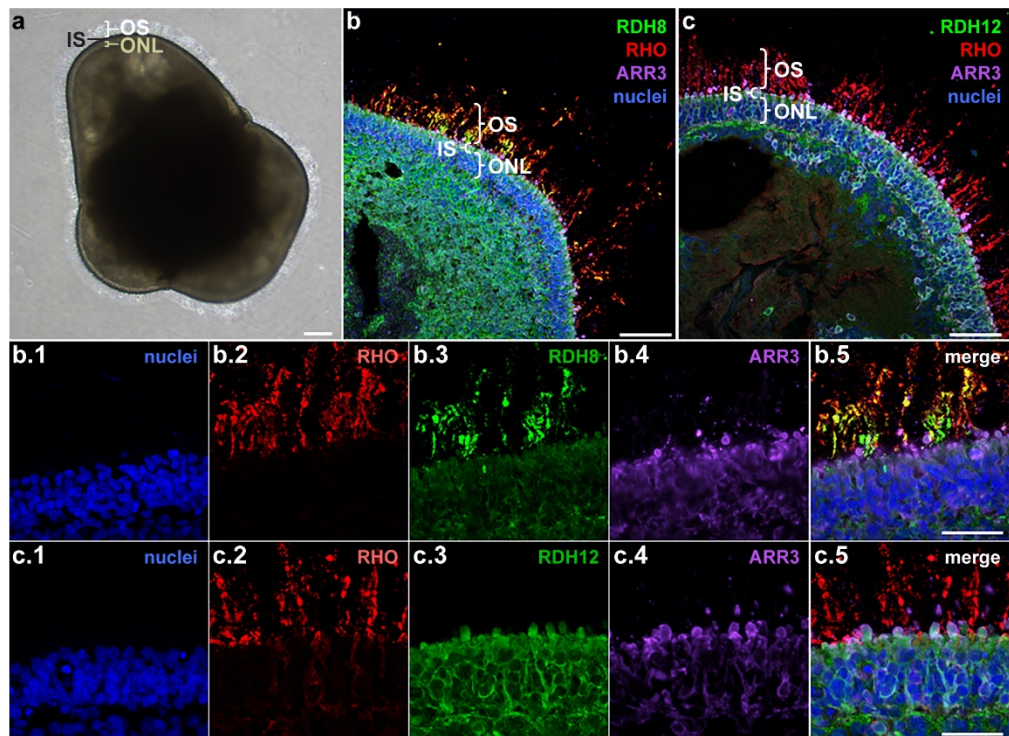 a
OS
IS
ONL
b
RDH8
RHO
ARR3
nuclei
OS
IS
ONL
c
RDH12
RHO
ARR3
nuclei
OS
IS
ONL
b.1
nuclei
b.2
RHO
b.3
RDH8
b.4
ARR3
b.5
merge
c.1
nuclei
c.2
RHO
c.3
RDH12
c.4
ARR3
c.5
merge